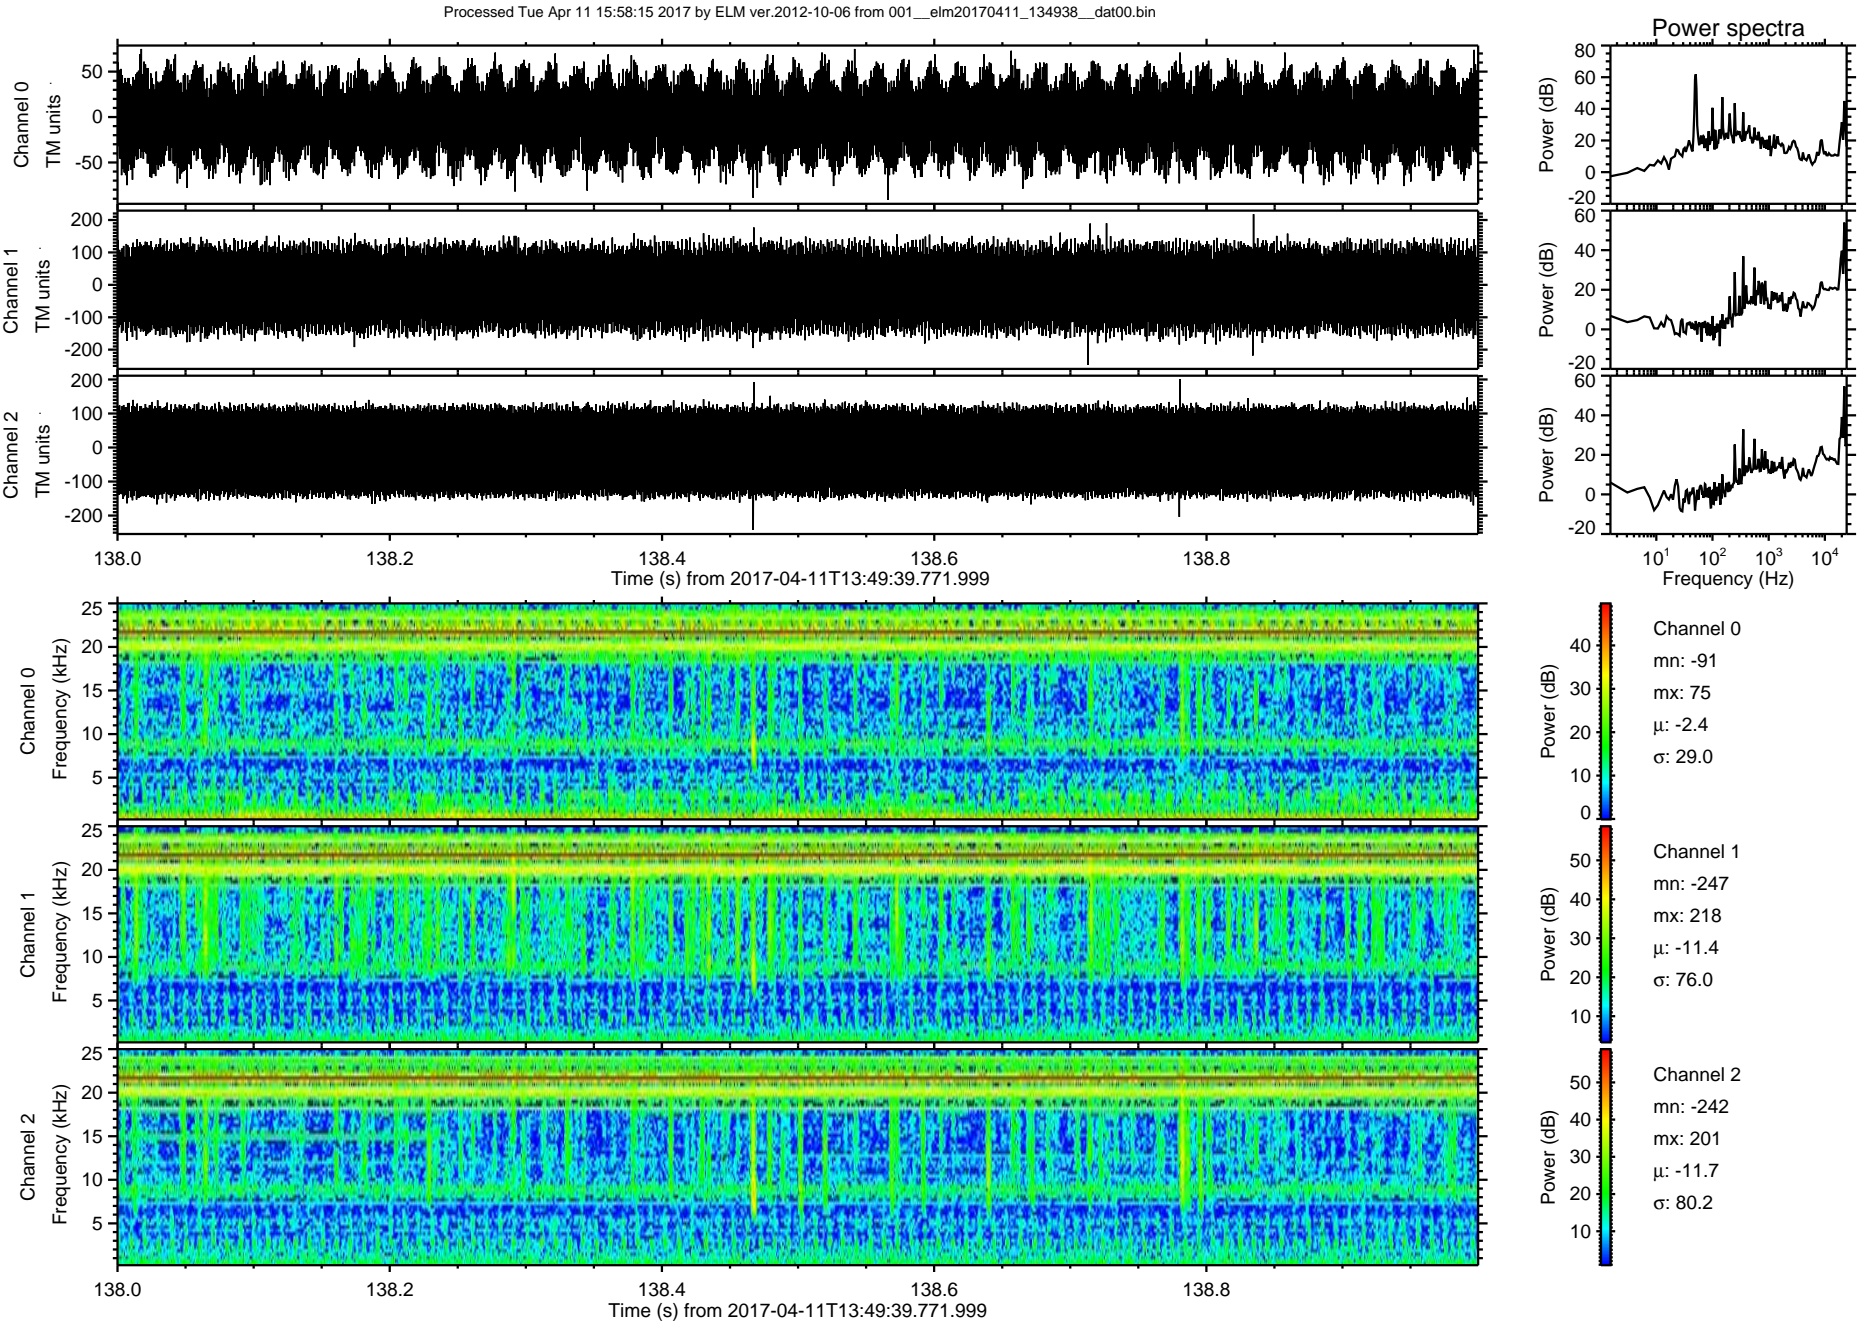 Processed Tue Apr 11 15:58:15 2017 by ELM ver.2012-10-06 from 001__elm20170411_134938__dat00.bin
Power spectra
Channel 0
TM units
50
0
-50
Power (dB)
80
60
40
20
0
-20
Channel 1
TM units
200
100
0
-100
-200
Power (dB)
60
40
20
0
-20
Channel 2
TM units
200
100
0
-100
-200
Power (dB)
60
40
20
0
-20
138.0 138.2 138.4 138.6 138.8
Time (s) from 2017-04-11T13:49:39.771.999
10^1 10^2 10^3 10^4
Frequency (Hz)
Channel 0
Frequency (kHz)
25
20
15
10
5
Power (dB)
40
30
20
10
0
Channel 0
mn: -91
mx: 75
µ: -2.4
σ: 29.0
Channel 1
Frequency (kHz)
25
20
15
10
5
Power (dB)
50
40
30
20
10
Channel 1
mn: -247
mx: 218
µ: -11.4
σ: 76.0
Channel 2
Frequency (kHz)
25
20
15
10
5
Power (dB)
50
40
30
20
10
Channel 2
mn: -242
mx: 201
µ: -11.7
σ: 80.2
138.0 138.2 138.4 138.6 138.8
Time (s) from 2017-04-11T13:49:39.771.999